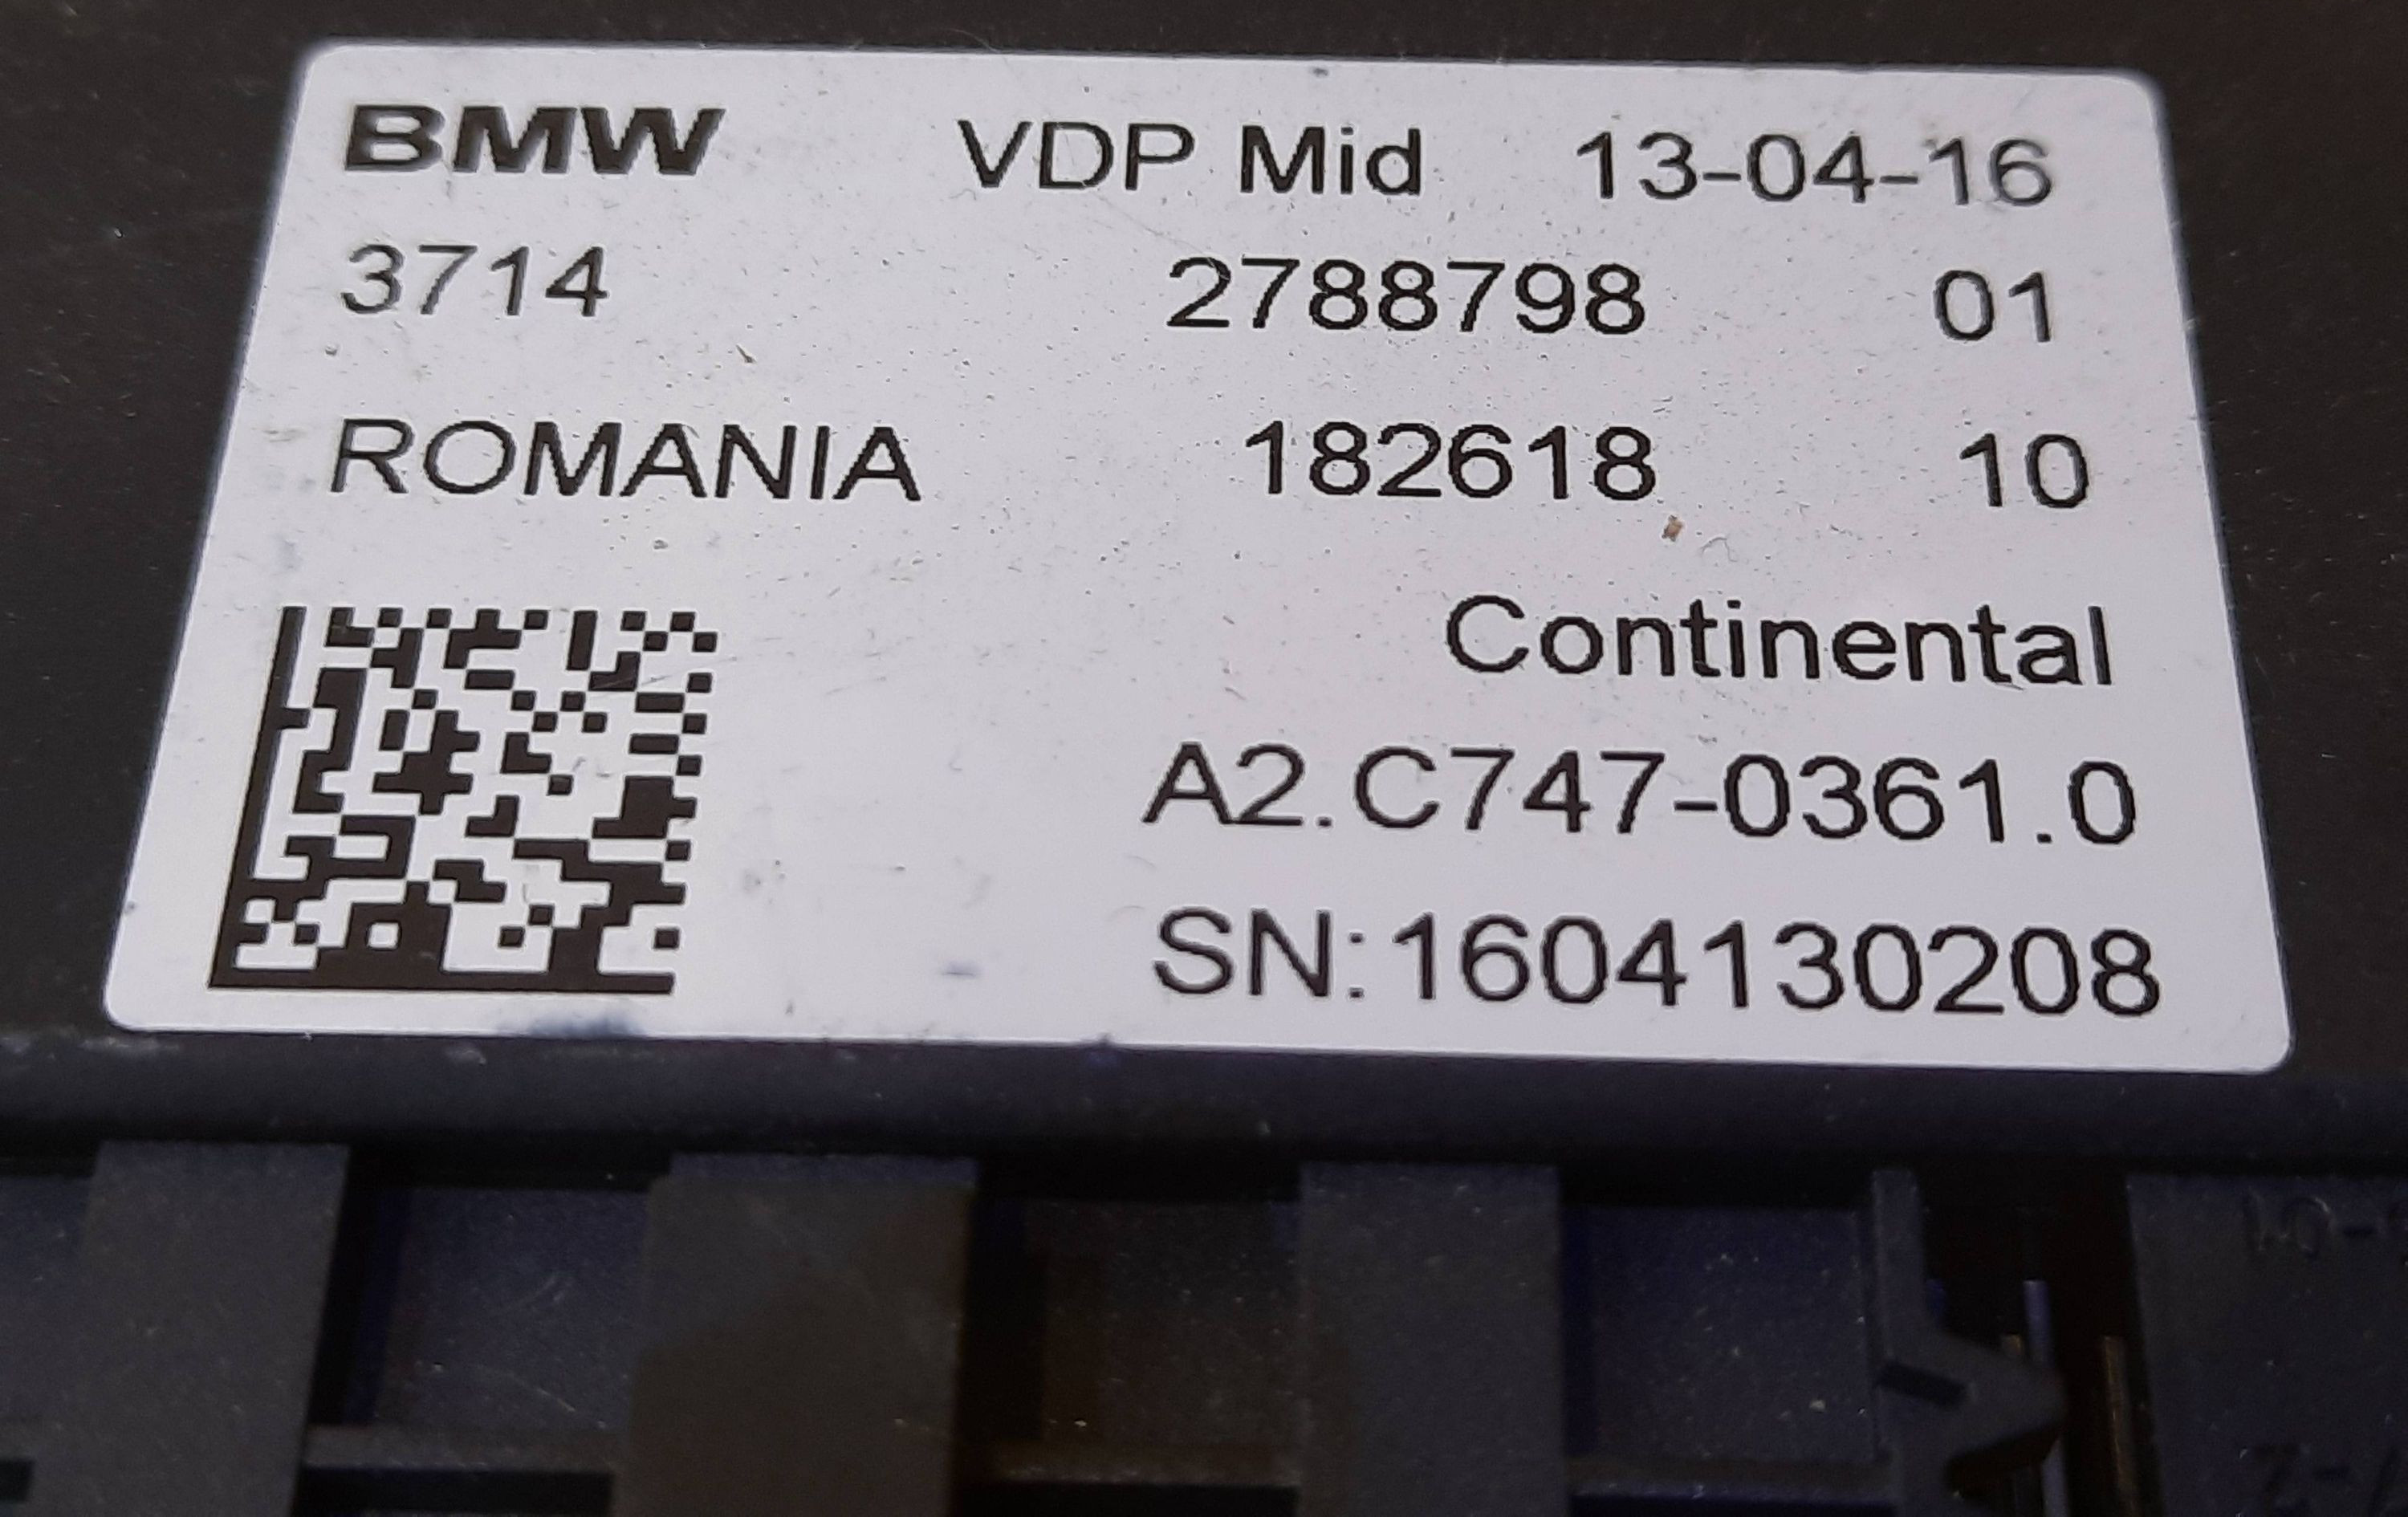 BMW VDP Mid 13-04-16
3714 2788798 01
ROMANIA 182618 10
Continental
A2.C747-0361.0
SN:1604130208